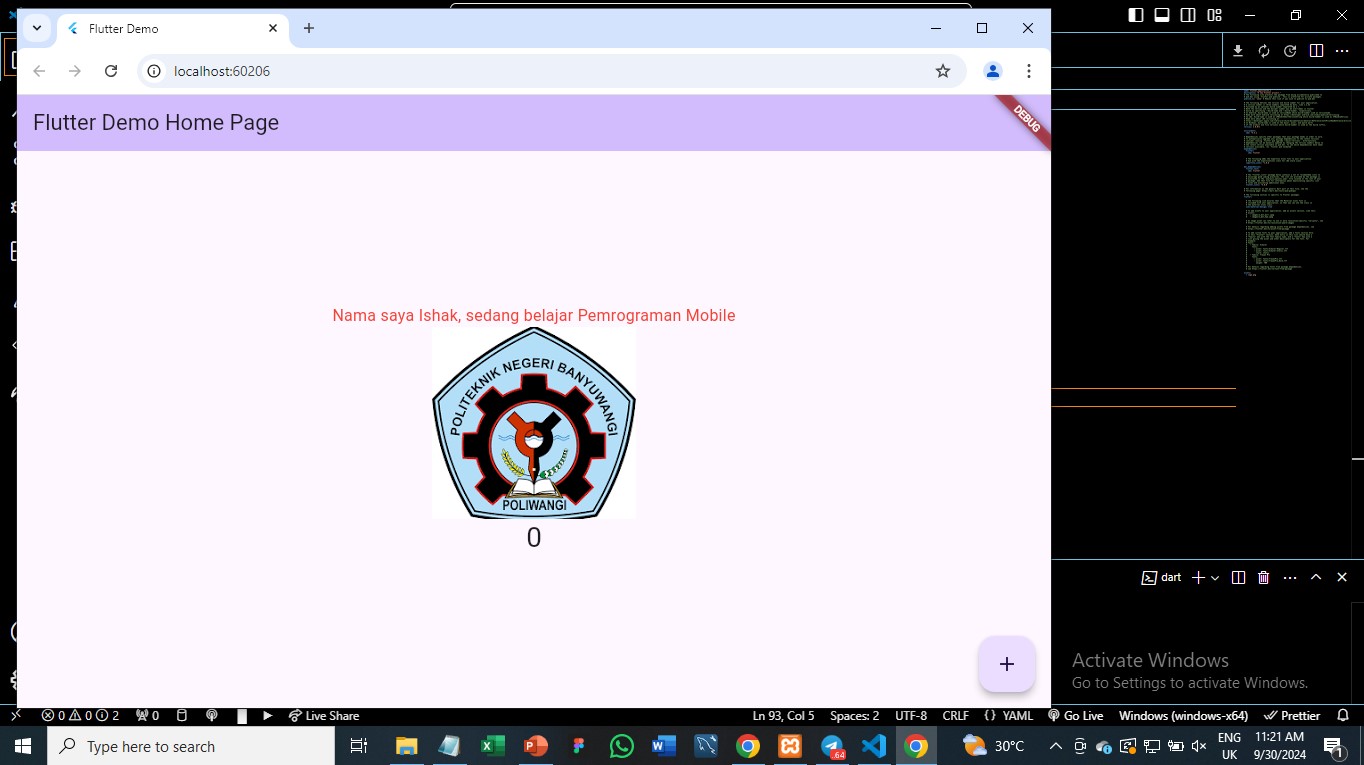 Flutter Demo
localhost:60206
Flutter Demo Home Page
DEBUG
Nama saya Ishak, sedang belajar Pemrograman Mobile
POLITEKNIK NEGERI BANYUWANGI
POLIWANGI
0
dart
Activate Windows
Go to Settings to activate Windows.
0 0 2 0 Live Share Ln 93, Col 5 Spaces: 2 UTF-8 CRLF {} YAML Go Live Windows (windows-x64) Prettier
Type here to search
.64
30°C
ENG
UK
11:21 AM
9/30/2024
1